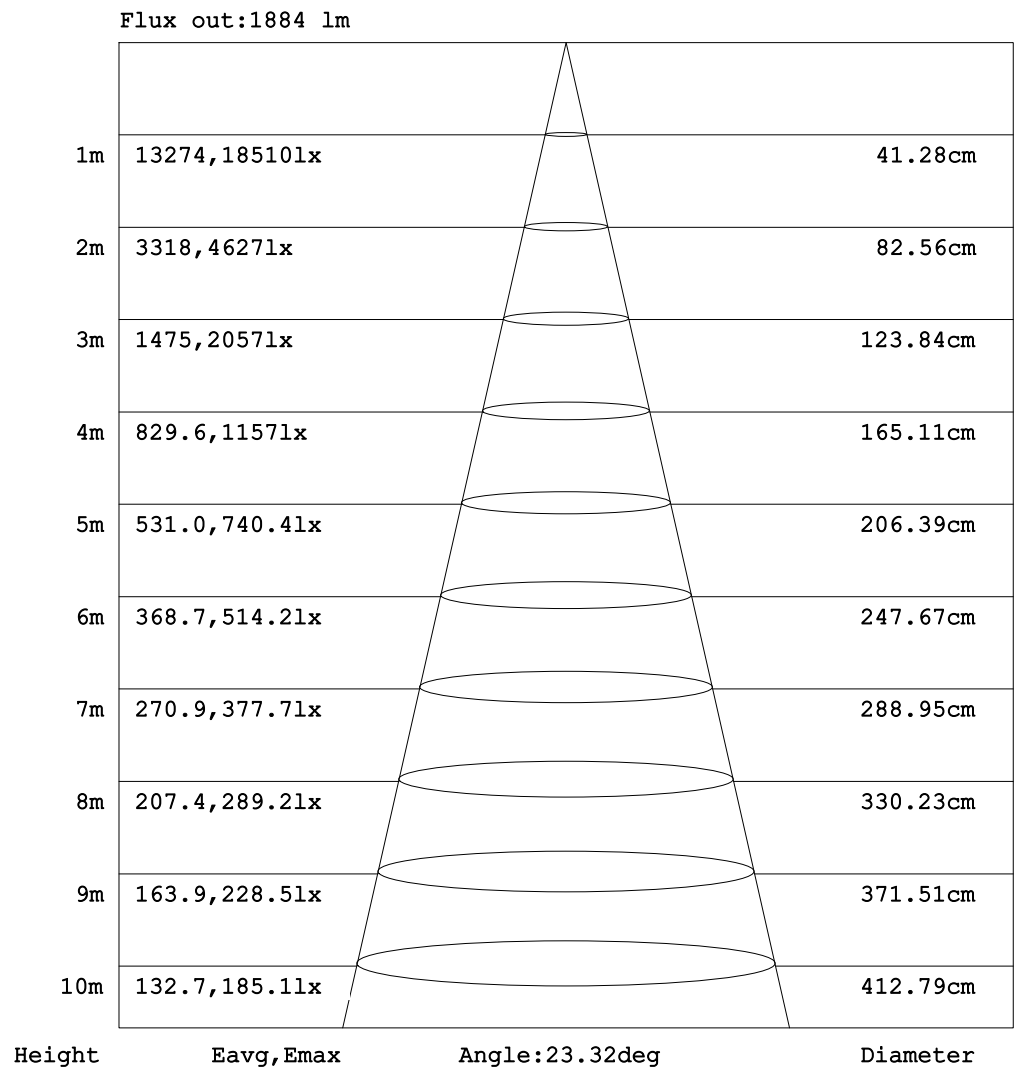 Flux out:1884 lm
1m 13274,18510lx 41.28cm
2m 3318,4627lx 82.56cm
3m 1475,2057lx 123.84cm
4m 829.6,1157lx 165.11cm
5m 531.0,740.4lx 206.39cm
6m 368.7,514.2lx 247.67cm
7m 270.9,377.7lx 288.95cm
8m 207.4,289.2lx 330.23cm
9m 163.9,228.5lx 371.51cm
10m 132.7,185.1lx 412.79cm
Height Eavg,Emax Angle:23.32deg Diameter